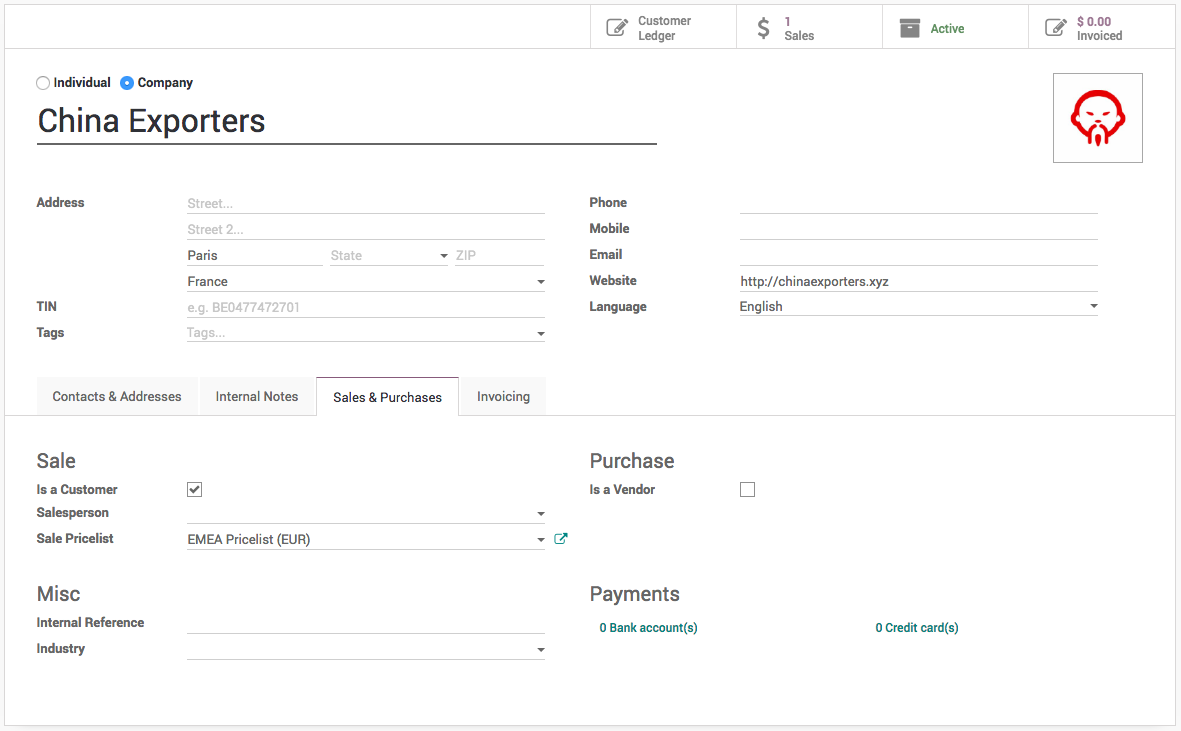 Customer
Ledger
1
Sales
Active
$ 0.00
Invoiced
Individual Company
China Exporters
Address Street...
Street 2...
Paris State ZIP
France
TIN e.g. BE0477472701
Tags Tags...
Phone
Mobile
Email
Website http://chinaexporters.xyz
Language English
Contacts & Addresses Internal Notes Sales & Purchases Invoicing
Sale
Is a Customer
Salesperson
Sale Pricelist EMEA Pricelist (EUR)
Purchase
Is a Vendor
Misc
Internal Reference
Industry
Payments
0 Bank account(s) 0 Credit card(s)